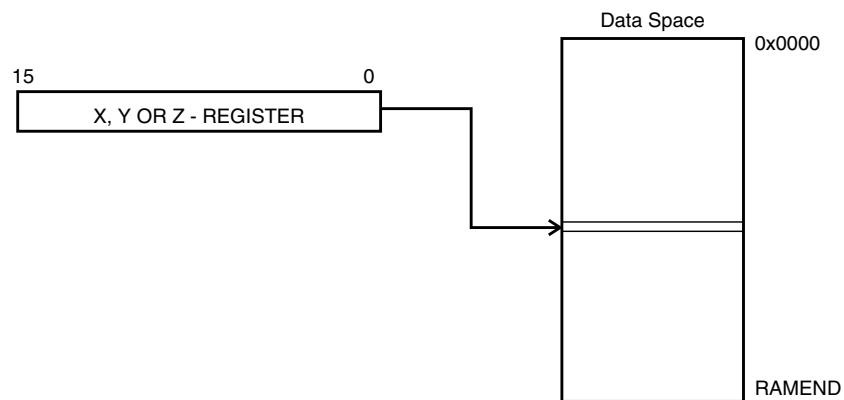 Data Space
0x0000
15 0
X, Y OR Z - REGISTER
RAMEND